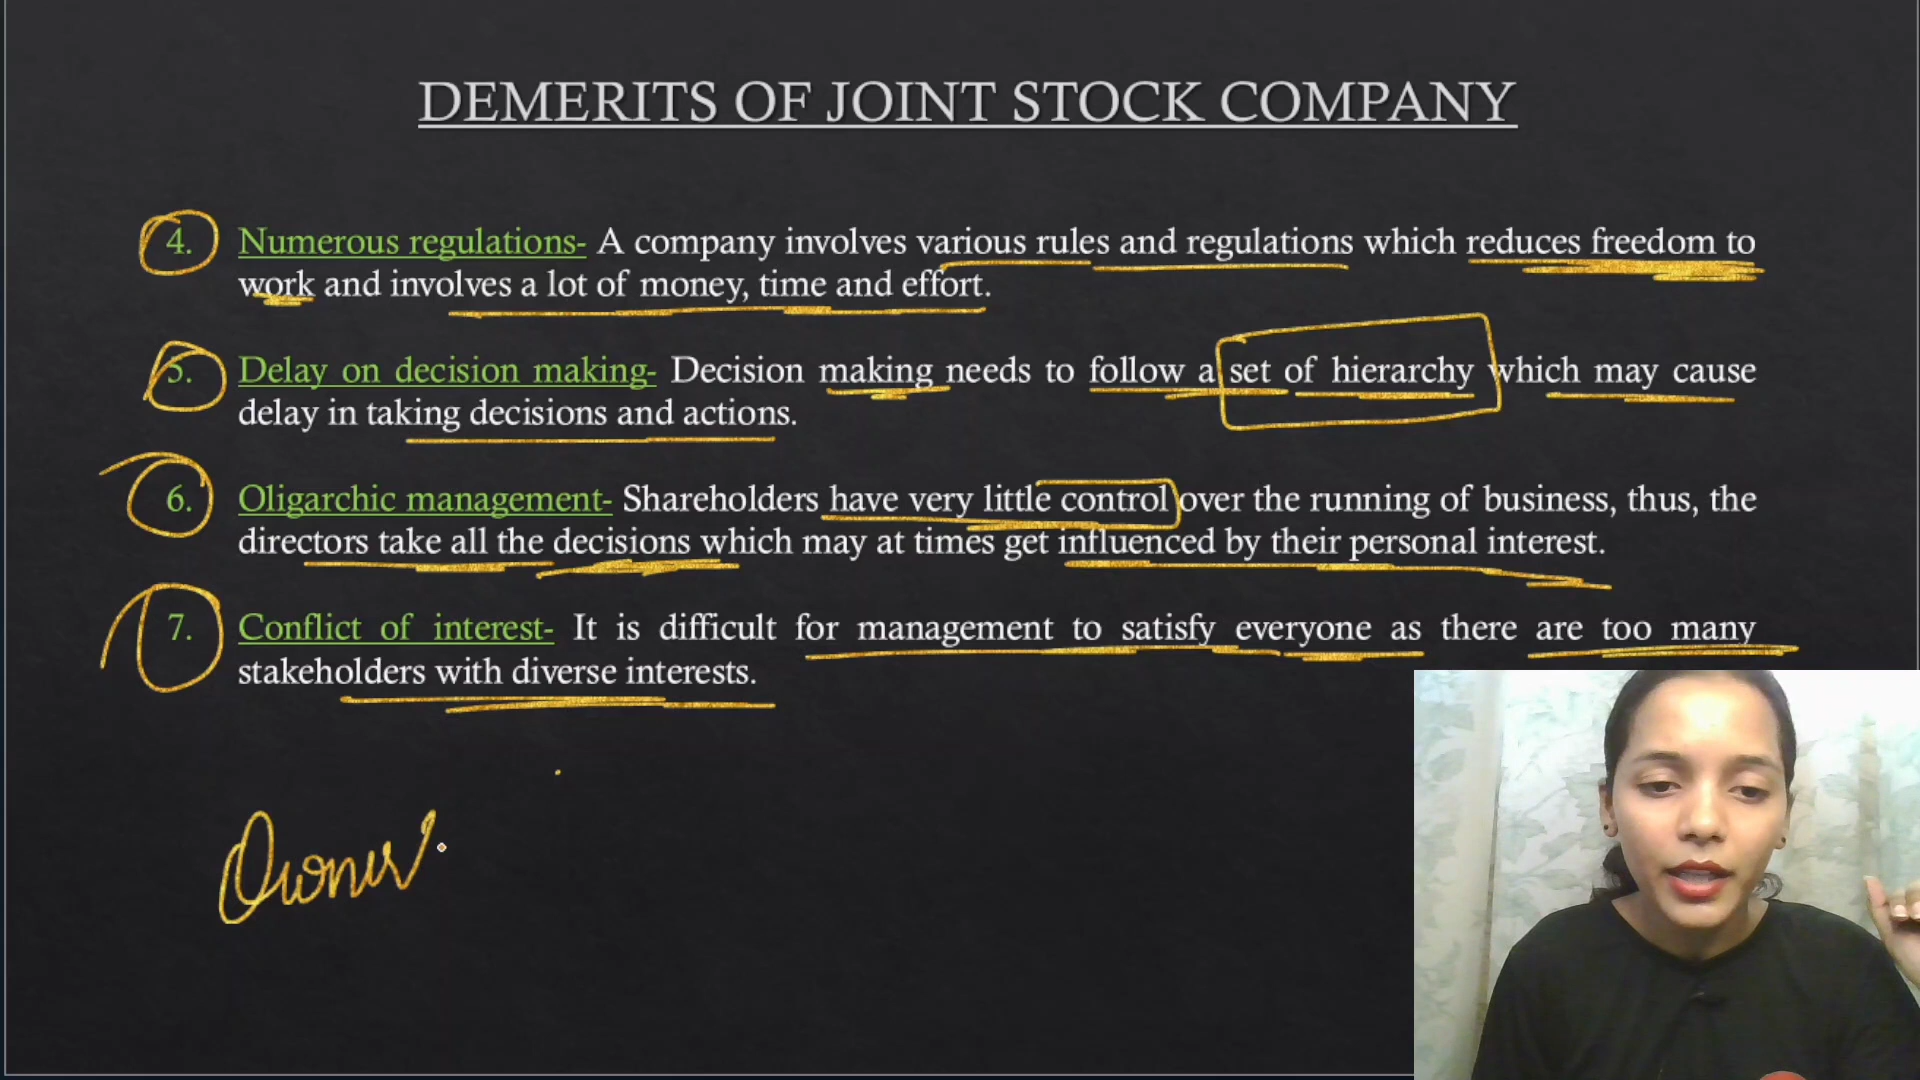 DEMERITS OF JOINT STOCK COMPANY
4. Numerous regulations- A company involves various rules and regulations which reduces freedom to
work and involves a lot of money, time and effort.
5. Delay on decision making- Decision making needs to follow a set of hierarchy which may cause
delay in taking decisions and actions.
6. Oligarchic management- Shareholders have very little control over the running of business, thus, the
directors take all the decisions which may at times get influenced by their personal interest.
7. Conflict of interest- It is difficult for management to satisfy everyone as there are too many
stakeholders with diverse interests.
Owner